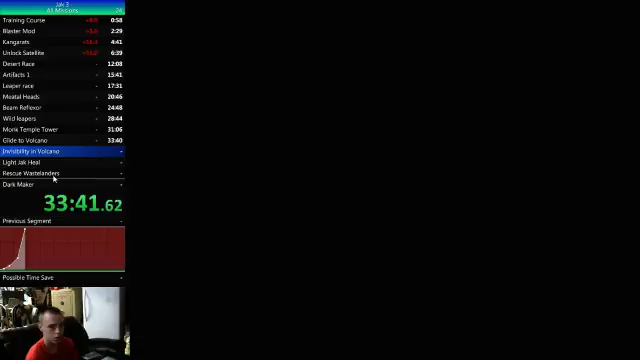 Jak 3
All Missions 24
Training Course 0:58
Blaster Mod 2:29
Kangarats 4:41
Unlock Satellite 6:39
Desert Race - 12:08
Artifacts 1 - 15:41
Leaper race - 17:31
Meatal Heads - 20:46
Beam Reflexor - 24:48
Wild leapers - 28:44
Monk Temple Tower - 31:06
Glide to Volcano - 33:40
Invisibility in Volcano -
Light Jak Heal -
Rescue Wastelanders -
Dark Maker -
33:41.62
Previous Segment -
Possible Time Save -